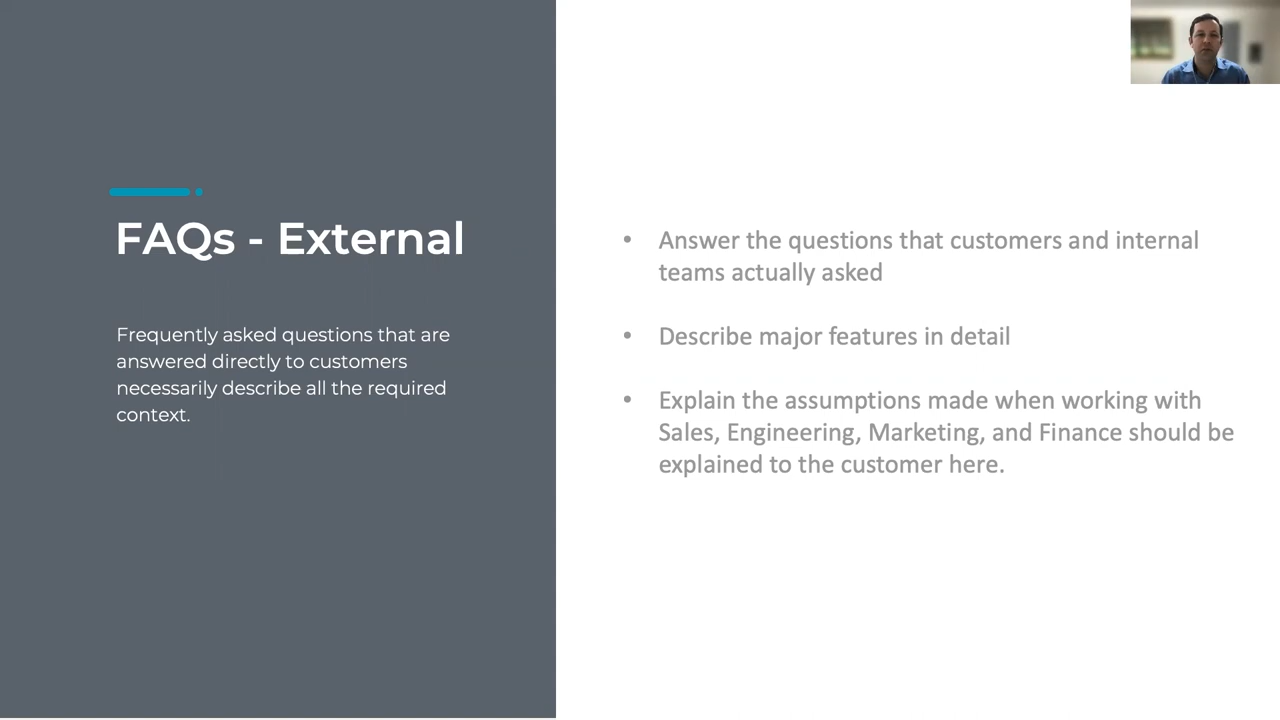 FAQs - External
Frequently asked questions that are
answered directly to customers
necessarily describe all the required
context.
• Answer the questions that customers and internal
teams actually asked
• Describe major features in detail
• Explain the assumptions made when working with
Sales, Engineering, Marketing, and Finance should be
explained to the customer here.